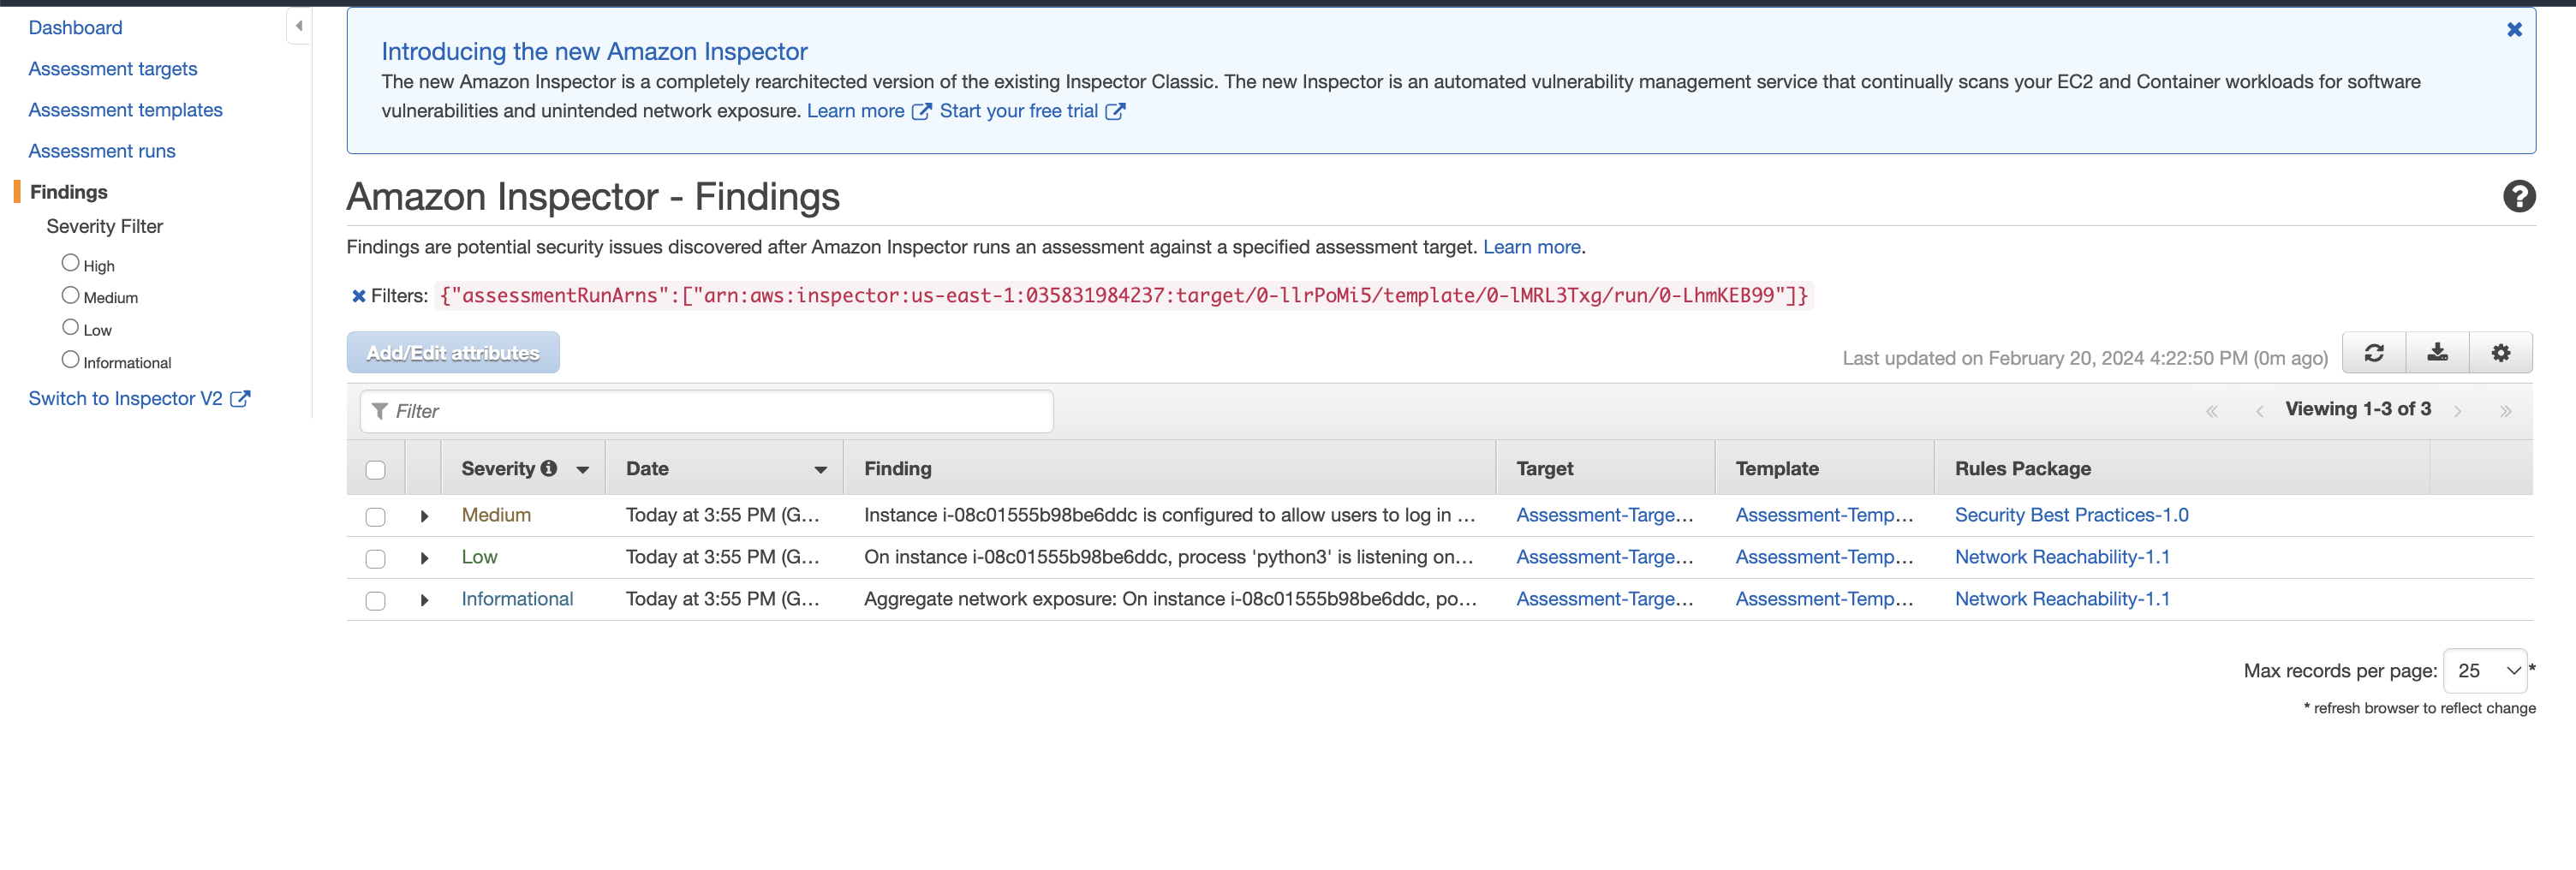 Dashboard
Assessment targets
Assessment templates
Assessment runs
Findings
Severity Filter
High
Medium
Low
Informational
Switch to Inspector V2
Introducing the new Amazon Inspector
The new Amazon Inspector is a completely rearchitected version of the existing Inspector Classic. The new Inspector is an automated vulnerability management service that continually scans your EC2 and Container workloads for software
vulnerabilities and unintended network exposure. Learn more Start your free trial
Amazon Inspector - Findings
Findings are potential security issues discovered after Amazon Inspector runs an assessment against a specified assessment target. Learn more.
Filters: {"assessmentRunArns":["arn:aws:inspector:us-east-1:035831984237:target/0-llrPoMi5/template/0-lMRL3Txg/run/0-LhmKEB99"]}
Add/Edit attributes
Last updated on February 20, 2024 4:22:50 PM (0m ago)
Filter
Viewing 1-3 of 3
Severity Date Finding Target Template Rules Package
Medium Today at 3:55 PM (G... Instance i-08c01555b98be6ddc is configured to allow users to log in ... Assessment-Targe... Assessment-Temp... Security Best Practices-1.0
Low Today at 3:55 PM (G... On instance i-08c01555b98be6ddc, process 'python3' is listening on... Assessment-Targe... Assessment-Temp... Network Reachability-1.1
Informational Today at 3:55 PM (G... Aggregate network exposure: On instance i-08c01555b98be6ddc, po... Assessment-Targe... Assessment-Temp... Network Reachability-1.1
Max records per page: 25 *
* refresh browser to reflect change